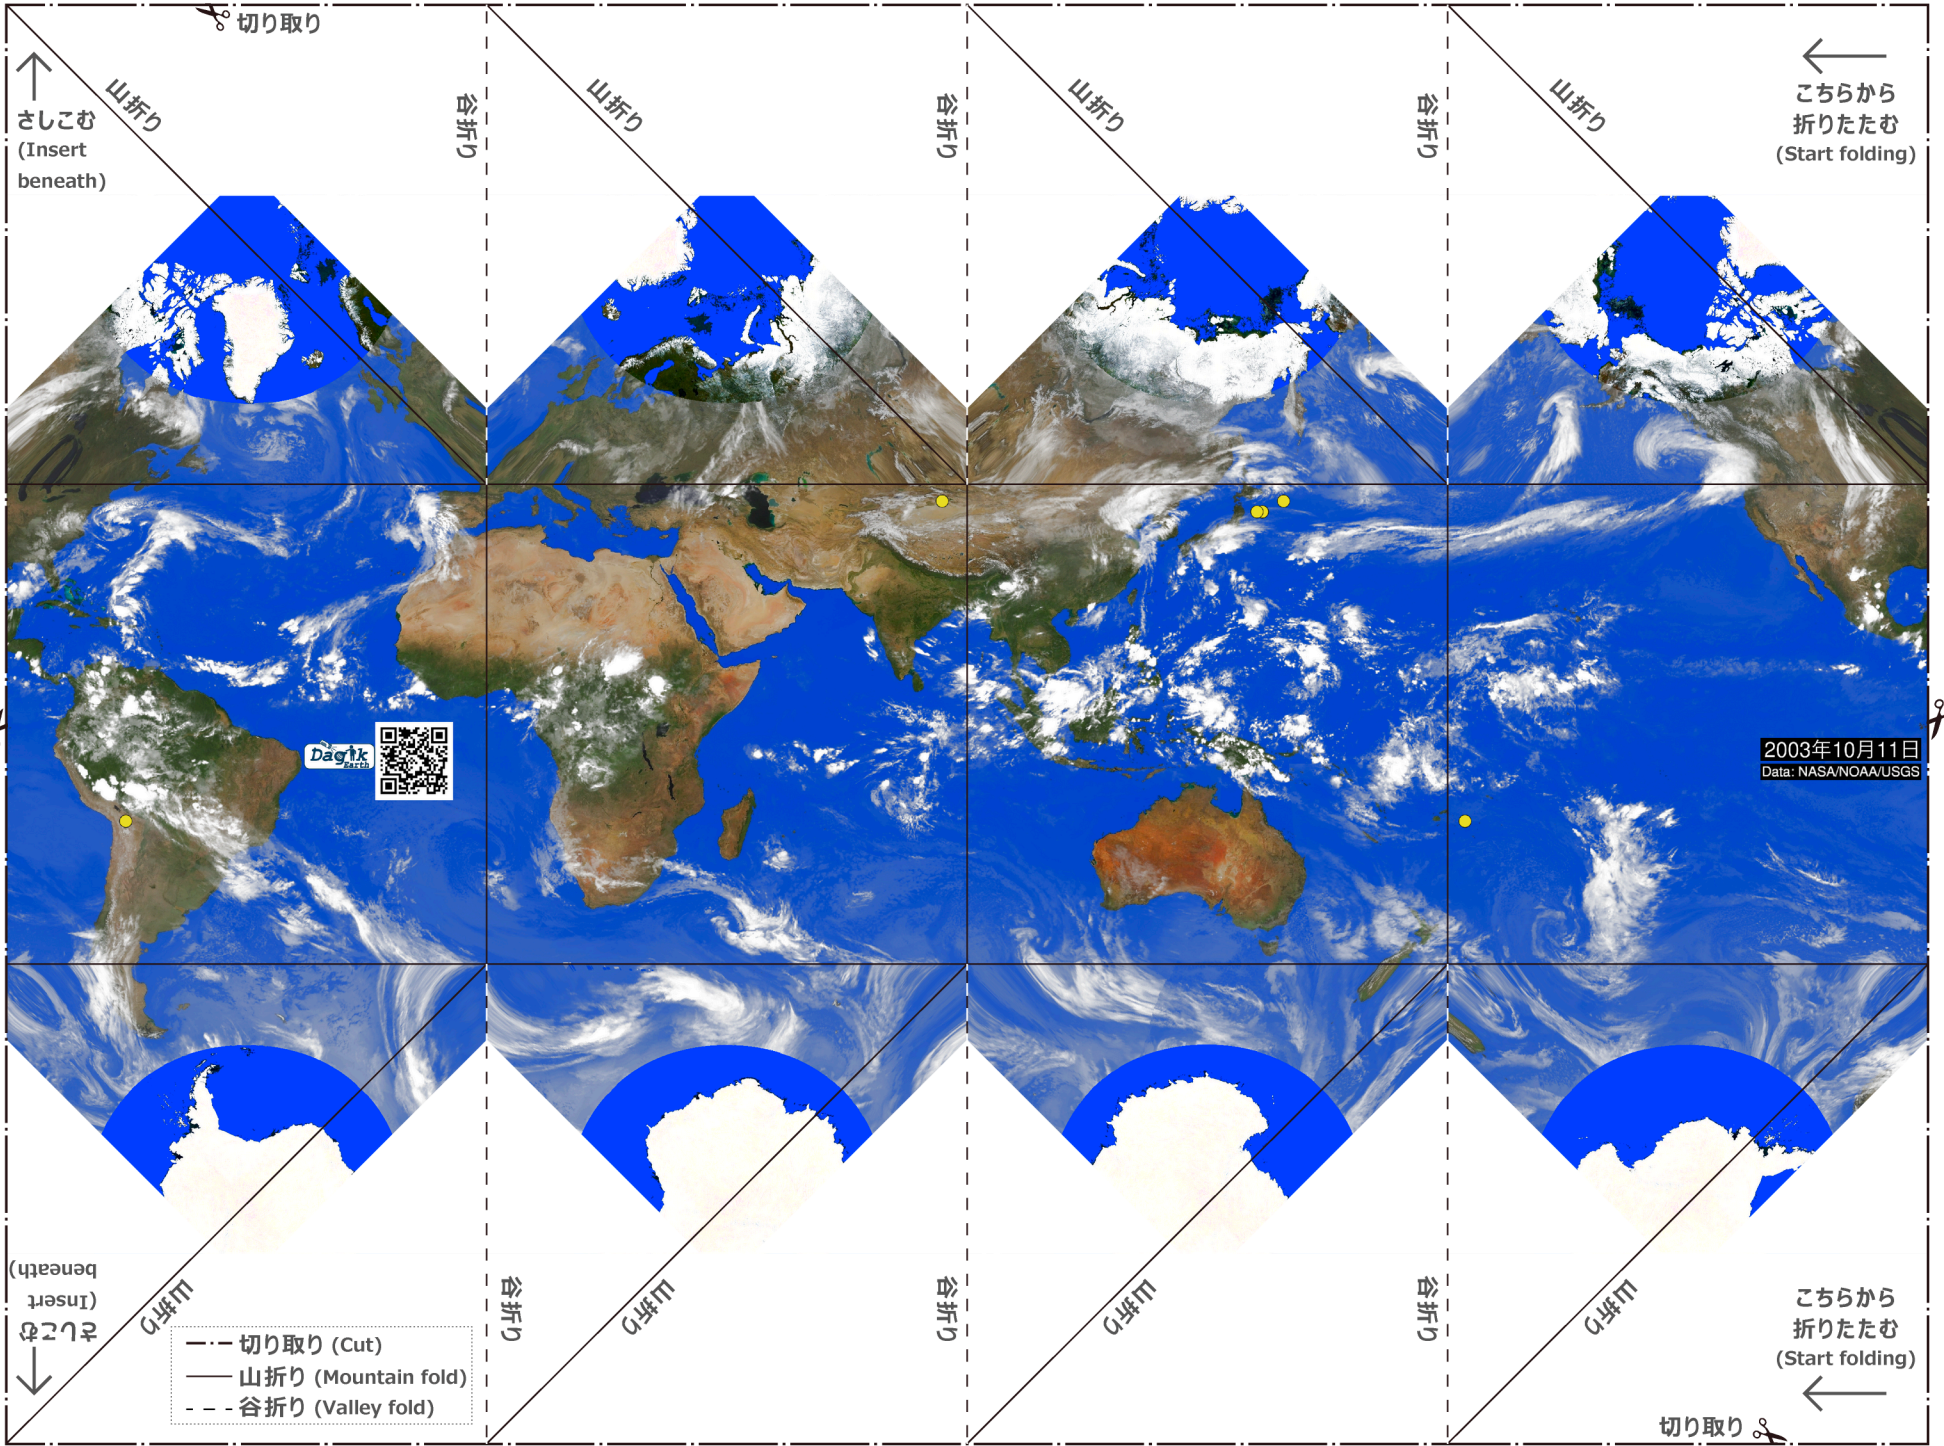 切り取り
山折り
谷折り
山折り
谷折り
山折り
谷折り
山折り
さしこむ
(Insert
beneath)
こちらから
折りたたむ
(Start folding)
Dagik
Earth
2003年10月11日
Data: NASA/NOAA/USGS
さしこむ
(Insert
beneath)
山折り
谷折り
山折り
谷折り
山折り
谷折り
山折り
こちらから
折りたたむ
(Start folding)
切り取り (Cut)
山折り (Mountain fold)
谷折り (Valley fold)
切り取り